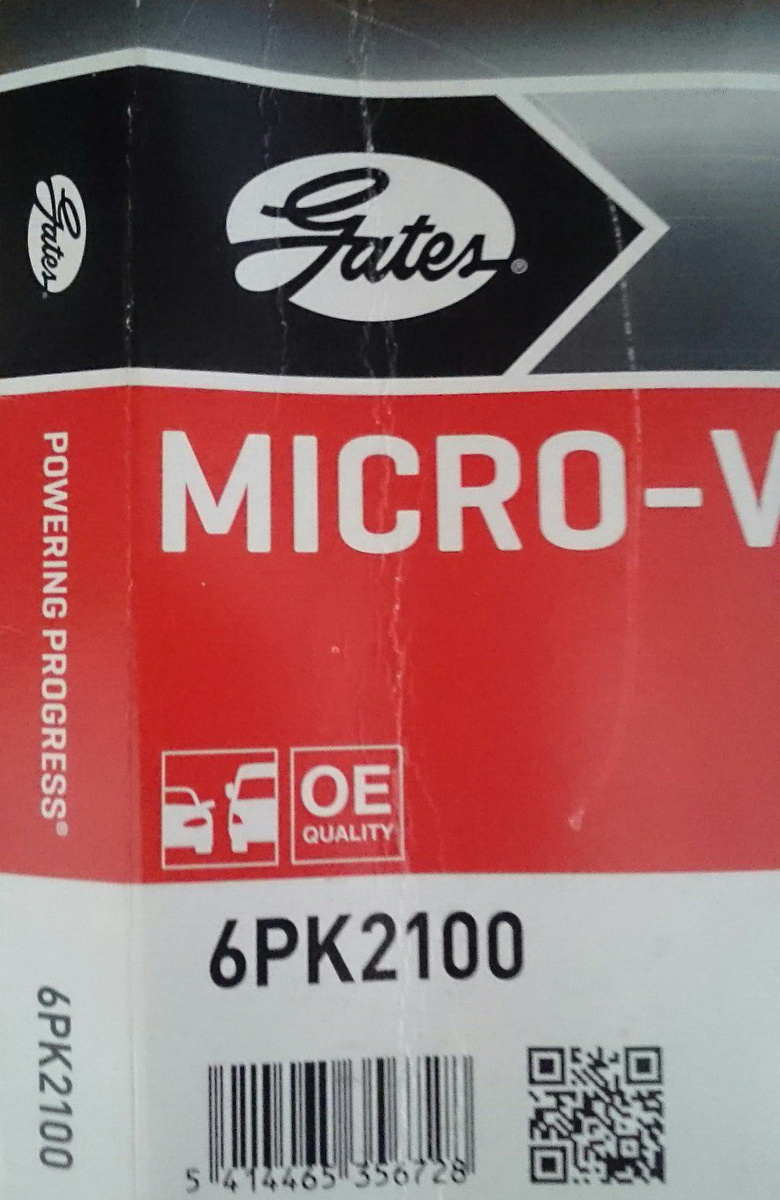 Gates
POWERING PROGRESS®
6PK2100
Gates®
MICRO-V
OE
QUALITY
6PK2100
5 414465 356728